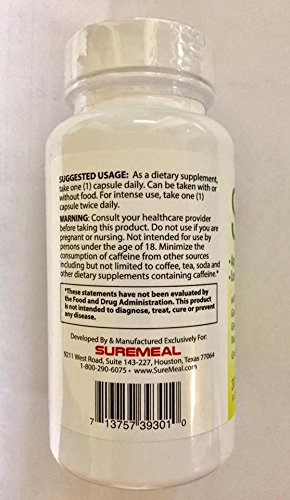 SUGGESTED USAGE: As a dietary supplement,
take one (1) capsule daily. Can be taken with or
without food. For intense use, take one (1)
capsule twice daily.
WARNING: Consult your healthcare provider
before taking this product. Do not use if you are
pregnant or nursing. Not intended for use by
persons under the age of 18. Minimize the
consumption of caffeine from other sources
including but not limited to coffee, tea, soda and
other dietary supplements containing caffeine.*
*These statements have not been evaluated by
the Food and Drug Administration. This product
is not intended to diagnose, treat, cure or prevent
any disease.
Developed By & Manufactured Exclusively For:
SUREMEAL
9211 West Road, Suite 143-227, Houston, Texas 77064
1-800-290-6075 • www.SureMeal.com
7 13757 39301 0